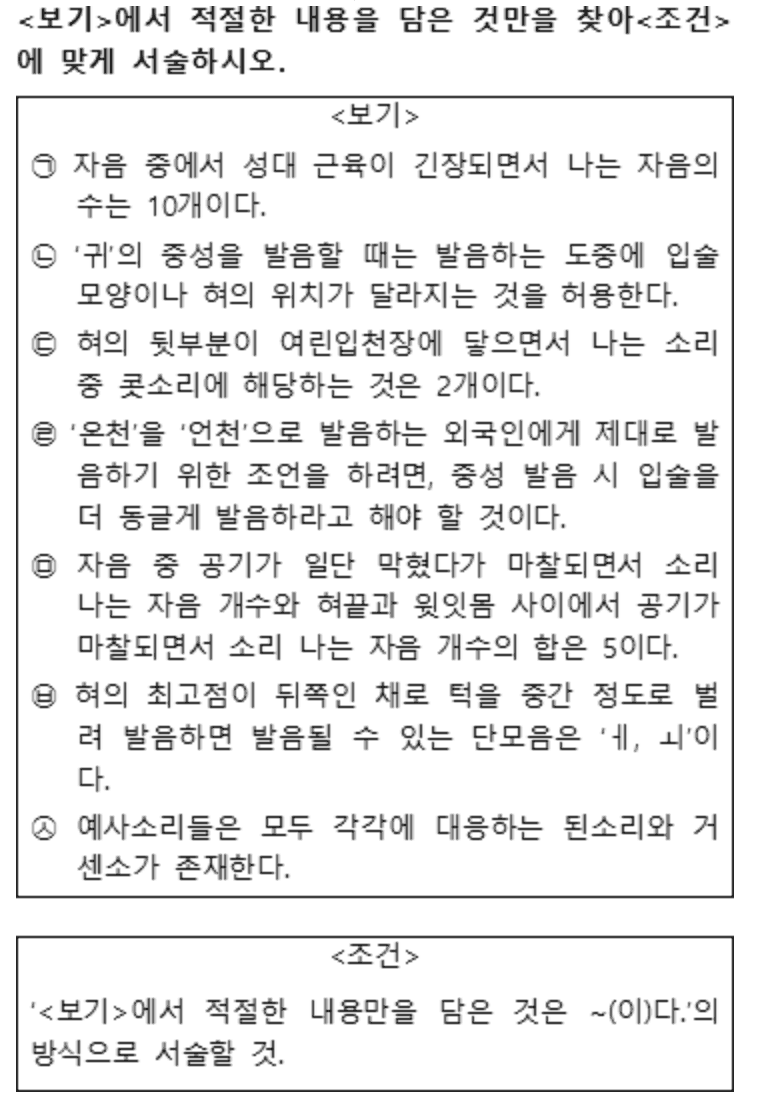 <보기>에서 적절한 내용을 담은 것만을 찾아<조건>
에 맞게 서술하시오.
<보기>
㉠ 자음 중에서 성대 근육이 긴장되면서 나는 자음의
수는 10개이다.
㉡ '귀'의 중성을 발음할 때는 발음하는 도중에 입술
모양이나 혀의 위치가 달라지는 것을 허용한다.
㉢ 혀의 뒷부분이 여린입천장에 닿으면서 나는 소리
중 콧소리에 해당하는 것은 2개이다.
㉣ '온천'을 '언천'으로 발음하는 외국인에게 제대로 발
음하기 위한 조언을 하려면, 중성 발음 시 입술을
더 동글게 발음하라고 해야 할 것이다.
㉤ 자음 중 공기가 일단 막혔다가 마찰되면서 소리
나는 자음 개수와 혀끝과 윗잇몸 사이에서 공기가
마찰되면서 소리 나는 자음 개수의 합은 5이다.
㉥ 혀의 최고점이 뒤쪽인 채로 턱을 중간 정도로 벌
려 발음하면 발음될 수 있는 단모음은 'ㅔ, ㅚ'이
다.
㉦ 예사소리들은 모두 각각에 대응하는 된소리와 거
센소가 존재한다.
<조건>
'<보기>에서 적절한 내용만을 담은 것은 ~(이)다.'의
방식으로 서술할 것.